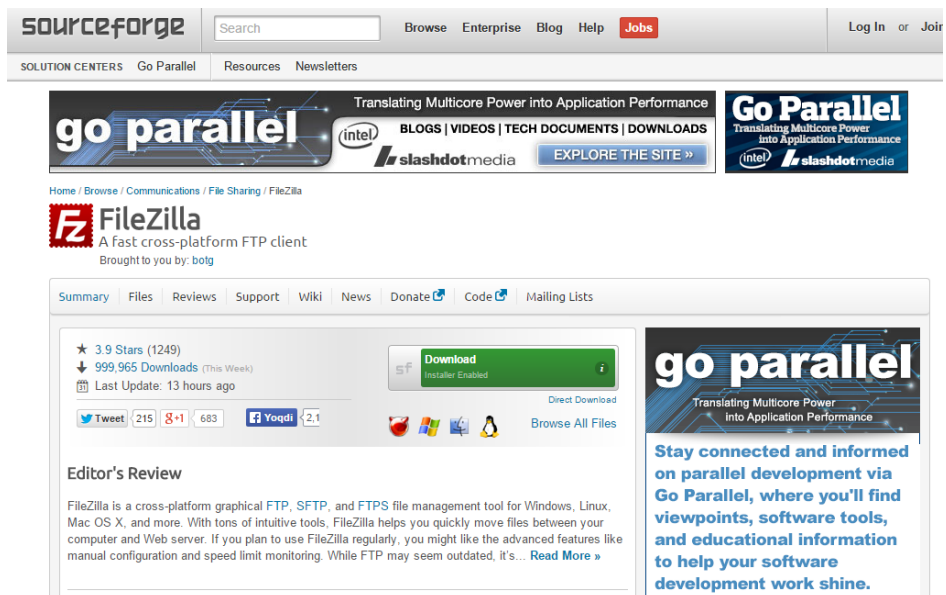 sourceforge
Search
Browse Enterprise Blog Help Jobs
Log In or Join
SOLUTION CENTERS Go Parallel Resources Newsletters
go parallel
Translating Multicore Power into Application Performance
(intel)
BLOGS | VIDEOS | TECH DOCUMENTS | DOWNLOADS
slashdotmedia
EXPLORE THE SITE »
Go Parallel
Translating Multicore Power
into Application Performance
(intel) slashdotmedia
Home / Browse / Communications / File Sharing / FileZilla
Fz
FileZilla
A fast cross-platform FTP client
Brought to you by: botg
Summary Files Reviews Support Wiki News Donate Code Mailing Lists
3.9 Stars (1249)
999,965 Downloads (This Week)
31 Last Update: 13 hours ago
Tweet 215 g+1 683 f Yoqdi 2,1
sf
Download
Installer Enabled
i
Direct Download
Browse All Files
Editor's Review
FileZilla is a cross-platform graphical FTP, SFTP, and FTPS file management tool for Windows, Linux,
Mac OS X, and more. With tons of intuitive tools, FileZilla helps you quickly move files between your
computer and Web server. If you plan to use FileZilla regularly, you might like the advanced features like
manual configuration and speed limit monitoring. While FTP may seem outdated, it's... Read More »
go parallel
Translating Multicore Power
into Application Performance
Stay connected and informed
on parallel development via
Go Parallel, where you'll find
viewpoints, software tools,
and educational information
to help your software
development work shine.